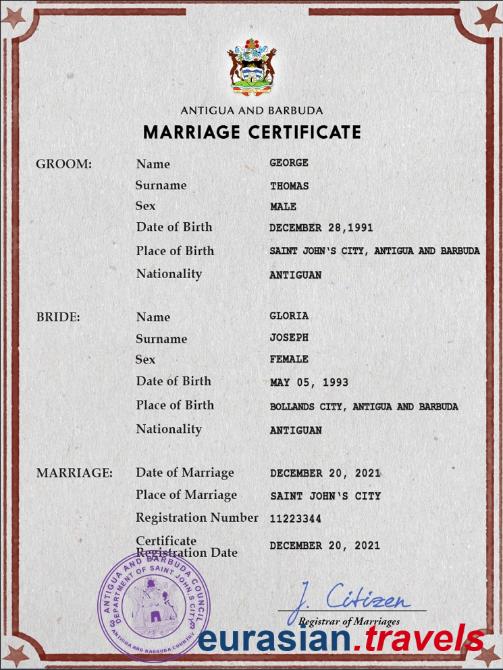 ANTIGUA AND BARBUDA
MARRIAGE CERTIFICATE
GROOM: Name GEORGE
Surname THOMAS
Sex MALE
Date of Birth DECEMBER 28,1991
Place of Birth SAINT JOHN'S CITY, ANTIGUA AND BARBUDA
Nationality ANTIGUAN
BRIDE: Name GLORIA
Surname JOSEPH
Sex FEMALE
Date of Birth MAY 05, 1993
Place of Birth BOLLANDS CITY, ANTIGUA AND BARBUDA
Nationality ANTIGUAN
MARRIAGE: Date of Marriage DECEMBER 20, 2021
Place of Marriage SAINT JOHN'S CITY
Registration Number 11223344
Certificate
Registration Date DECEMBER 20, 2021
ANTIGUA AND BARBUDA COUNCIL
DEPARTMENT OF SAINT JOHN'S CITY
ANTIGUA AND BARBUDA COUNCIL
J. Citizen
Registrar of Marriages
eurasian.travels